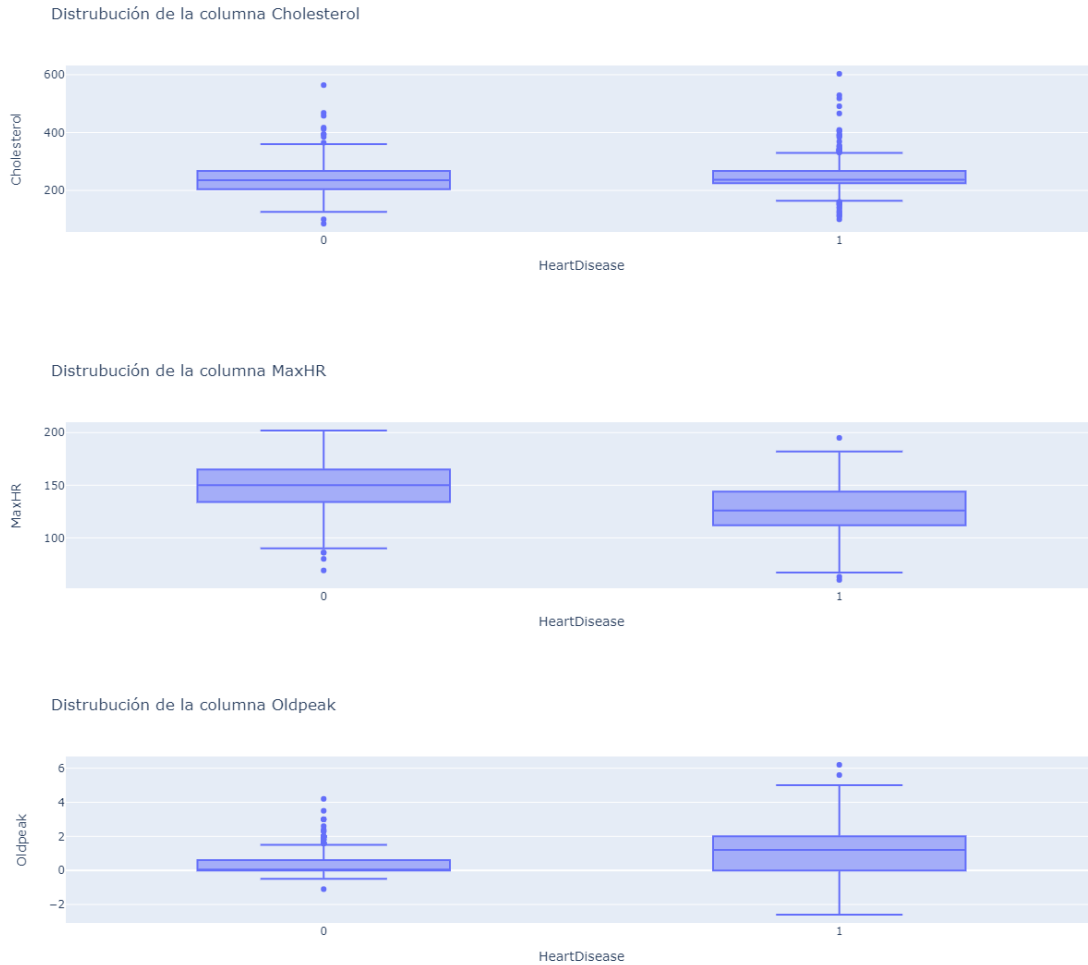 Distrubución de la columna Cholesterol
600
400
200
Cholesterol
0 1
HeartDisease
Distrubución de la columna MaxHR
200
150
100
MaxHR
0 1
HeartDisease
Distrubución de la columna Oldpeak
6
4
2
0
−2
Oldpeak
0 1
HeartDisease